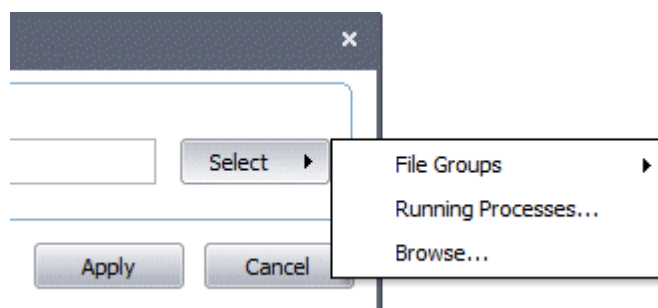 Select
File Groups
Running Processes...
Browse...
Apply
Cancel